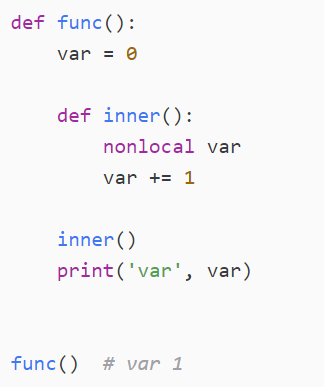 def func():
    var = 0

    def inner():
        nonlocal var
        var += 1

    inner()
    print('var', var)


func()  # var 1